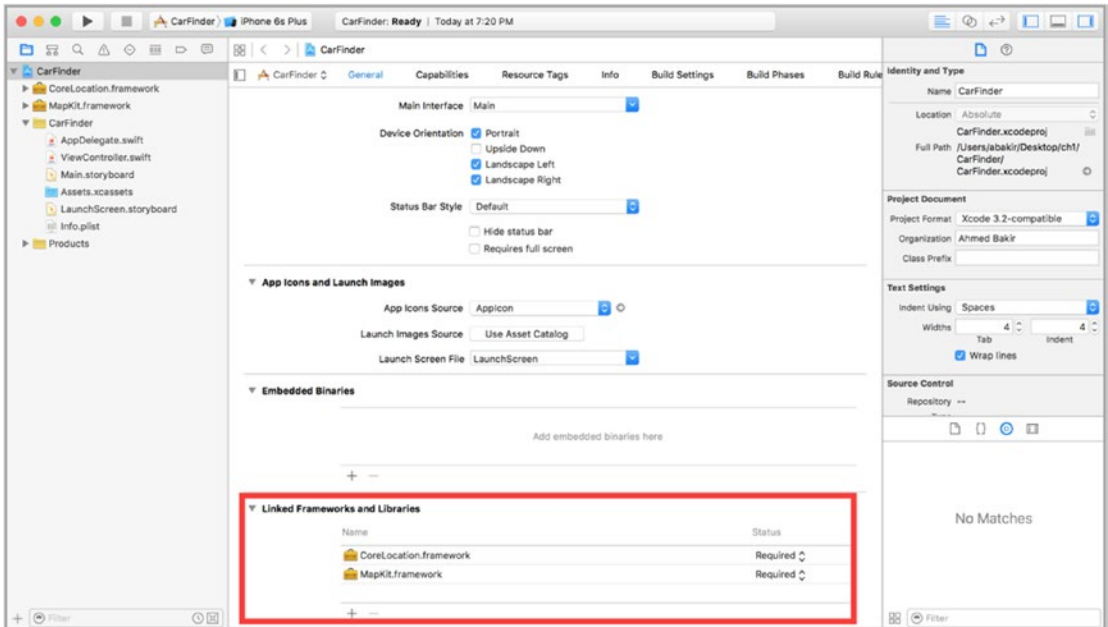 CarFinder
iPhone 6s Plus
CarFinder: Ready | Today at 7:20 PM
CarFinder
CoreLocation.framework
MapKit.framework
CarFinder
AppDelegate.swift
ViewController.swift
Main.storyboard
Assets.xcassets
LaunchScreen.storyboard
Info.plist
Products
Filter
CarFinder
CarFinder General Capabilities Resource Tags Info Build Settings Build Phases Build Rule
Main Interface Main
Device Orientation Portrait
Upside Down
Landscape Left
Landscape Right
Status Bar Style Default
Hide status bar
Requires full screen
App Icons and Launch Images
App Icons Source AppIcon
Launch Images Source Use Asset Catalog
Launch Screen File LaunchScreen
Embedded Binaries
Add embedded binaries here
Linked Frameworks and Libraries
Name Status
CoreLocation.framework Required
MapKit.framework Required
Identity and Type
Name CarFinder
Location Absolute
CarFinder.xcodeproj
Full Path /Users/abakir/Desktop/ch1/
CarFinder/
CarFinder.xcodeproj
Project Document
Project Format Xcode 3.2-compatible
Organization Ahmed Bakir
Class Prefix
Text Settings
Indent Using Spaces
Widths 4 4
Tab Indent
Wrap lines
Source Control
Repository --
No Matches
Filter